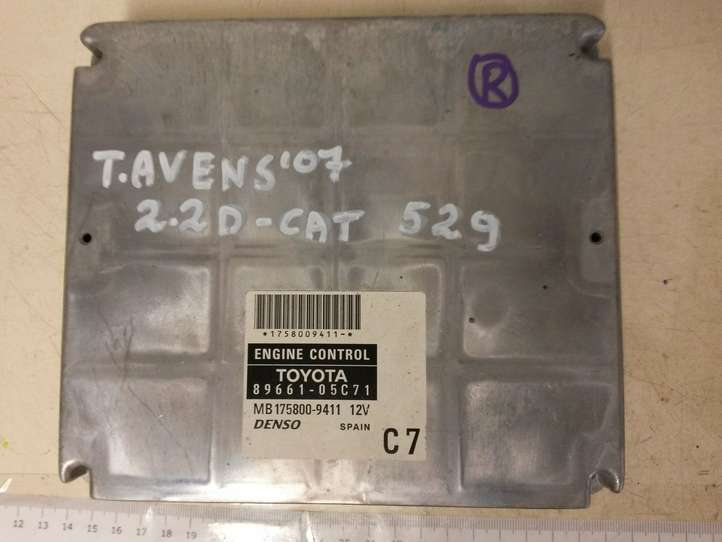 R
T.AVENS'07
2.2D-CAT 529
*1758009411-*
ENGINE CONTROL
TOYOTA
89661-05C71
MB175800-9411 12V
DENSO SPAIN C7
12 13 14 15 16 17 18 19